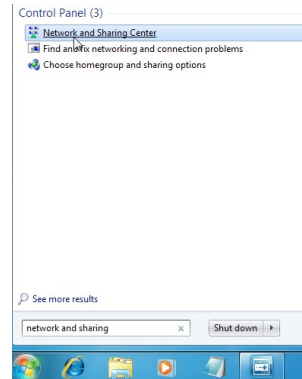 Control Panel (3)
Network and Sharing Center
Find and fix networking and connection problems
Choose homegroup and sharing options
See more results
network and sharing
Shut down